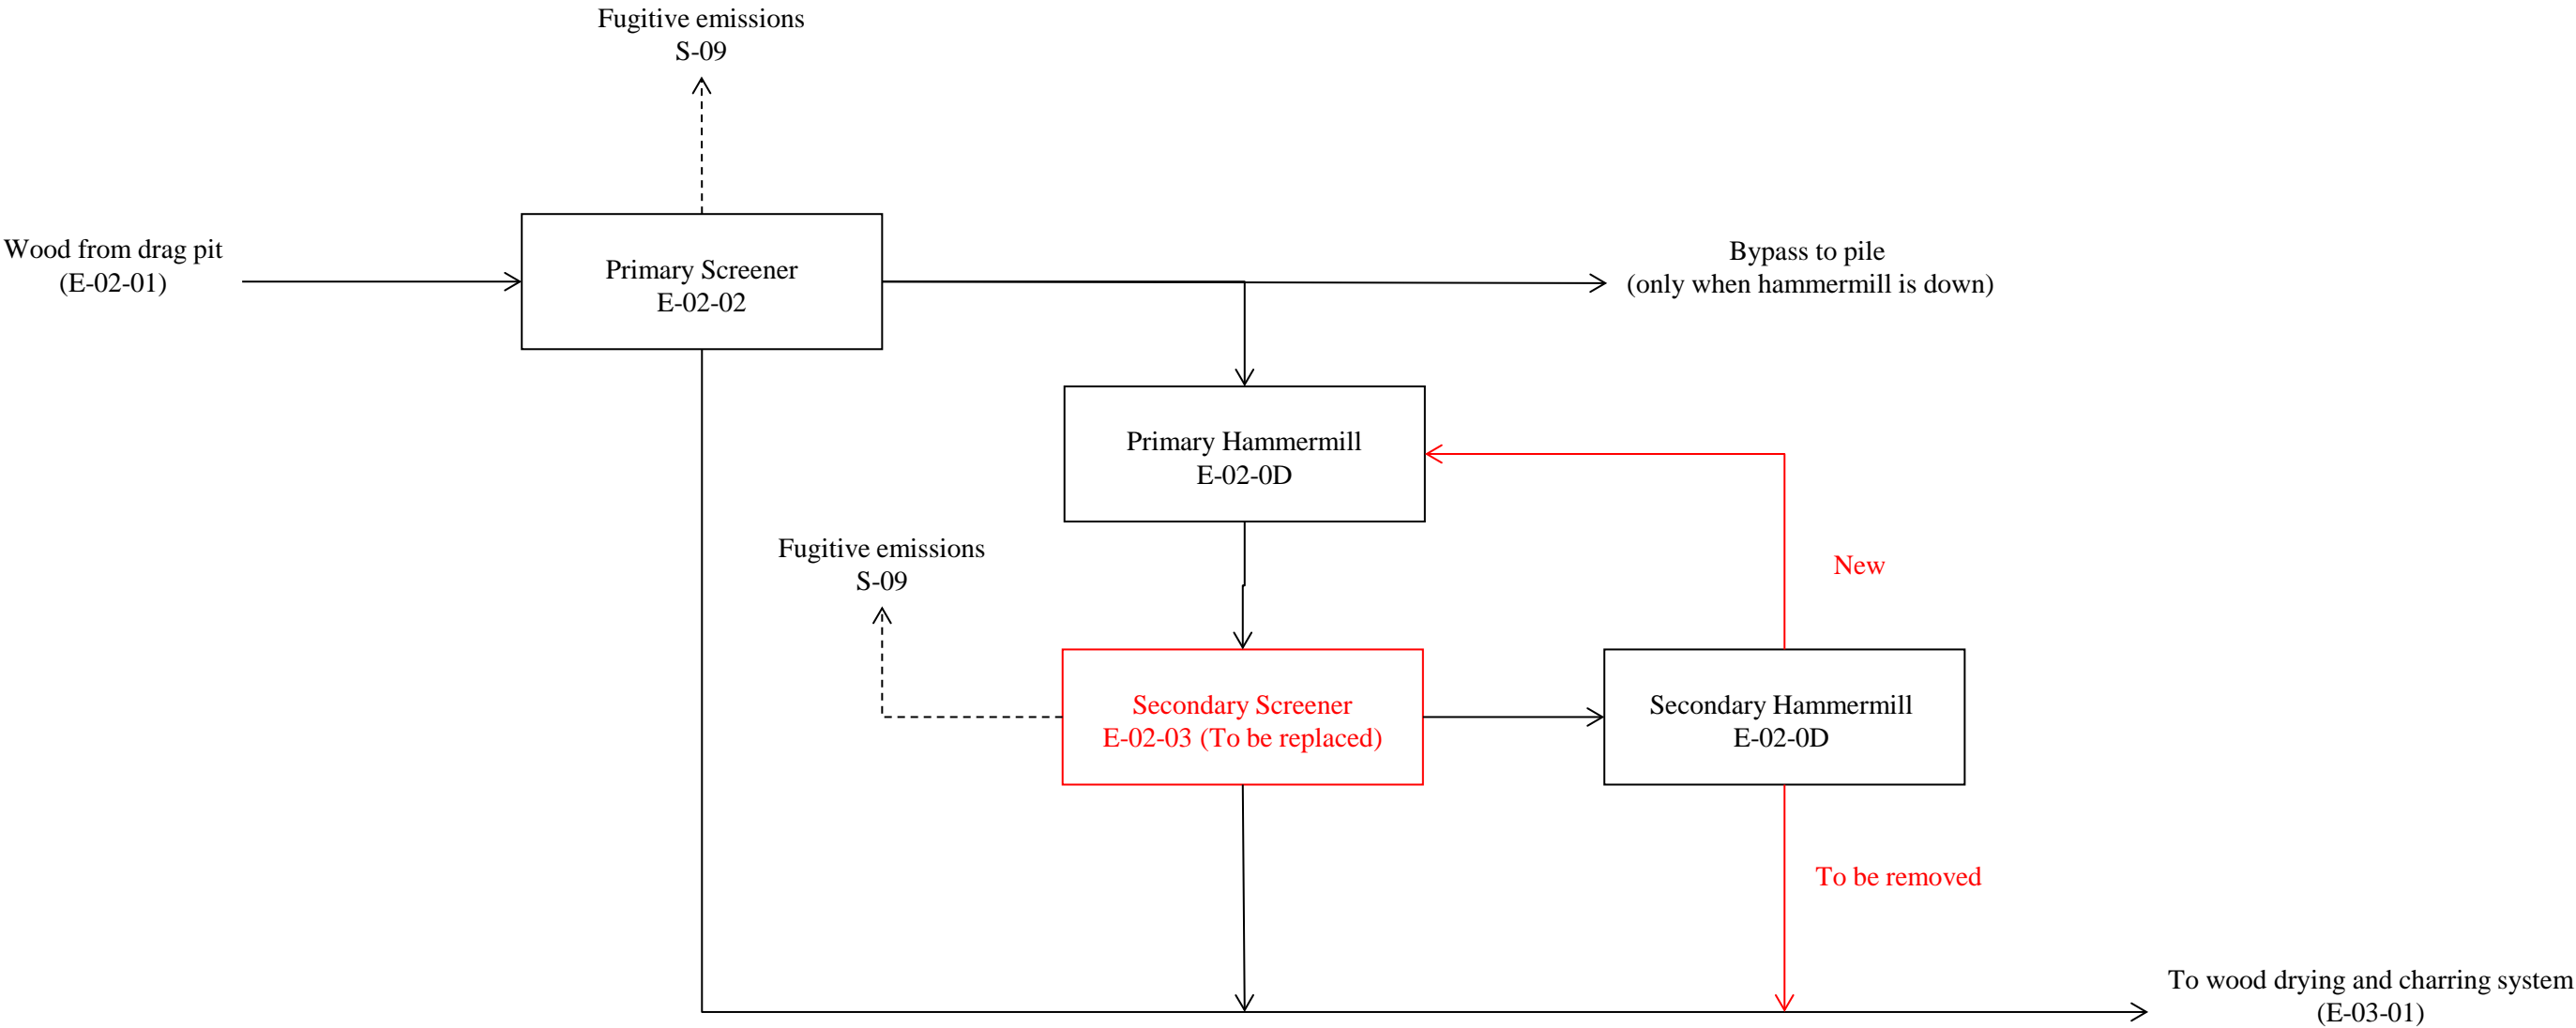 Fugitive emissions
S-09
Wood from drag pit
(E-02-01)
Primary Screener
E-02-02
Bypass to pile
(only when hammermill is down)
Primary Hammermill
E-02-0D
Fugitive emissions
S-09
New
Secondary Screener
E-02-03 (To be replaced)
Secondary Hammermill
E-02-0D
To be removed
To wood drying and charring system
(E-03-01)